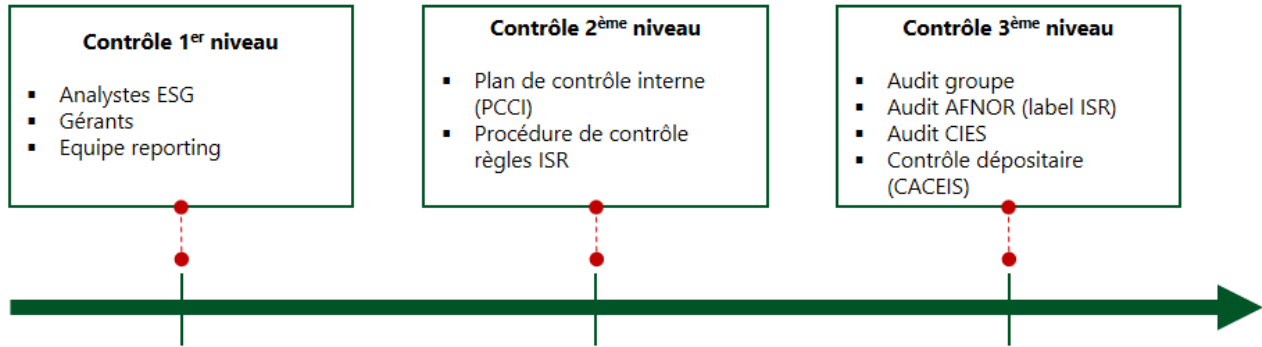 Contrôle 1er niveau
▪ Analystes ESG
▪ Gérants
▪ Equipe reporting
Contrôle 2ème niveau
▪ Plan de contrôle interne
(PCCI)
▪ Procédure de contrôle
règles ISR
Contrôle 3ème niveau
▪ Audit groupe
▪ Audit AFNOR (label ISR)
▪ Audit CIES
▪ Contrôle dépositaire
(CACEIS)